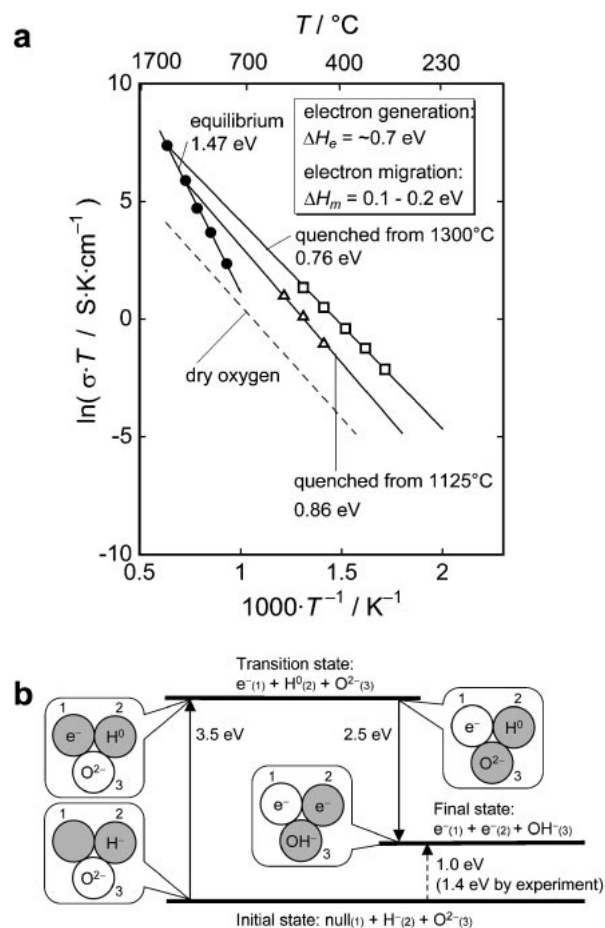 a
T / °C
1700 700 400 230
10
5
0
-5
-10
ln( σ·T / S·K·cm⁻¹)
equilibrium
1.47 eV
electron generation:
ΔHe = ~0.7 eV
electron migration:
ΔHm = 0.1 - 0.2 eV
quenched from 1300°C
0.76 eV
dry oxygen
quenched from 1125°C
0.86 eV
0.5 1 1.5 2
1000·T⁻¹ / K⁻¹
b
Transition state:
e⁻(1) + H⁰(2) + O²⁻(3)
1 2
e⁻ H⁰
O²⁻
3
3.5 eV
2.5 eV
1 2
e⁻ H⁰
O²⁻
3
1 2
H⁻
O²⁻
3
1 2
e⁻ e⁻
OH⁻
3
Final state:
e⁻(1) + e⁻(2) + OH⁻(3)
1.0 eV
(1.4 eV by experiment)
Initial state: null(1) + H⁻(2) + O²⁻(3)